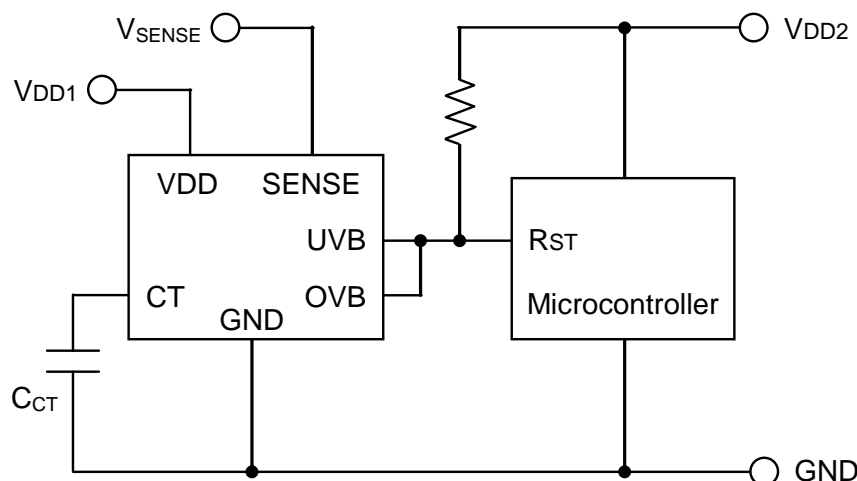 VSENSE
VDD2
VDD1
VDD SENSE
UVB
RST
CT
OVB
Microcontroller
GND
CCT
GND